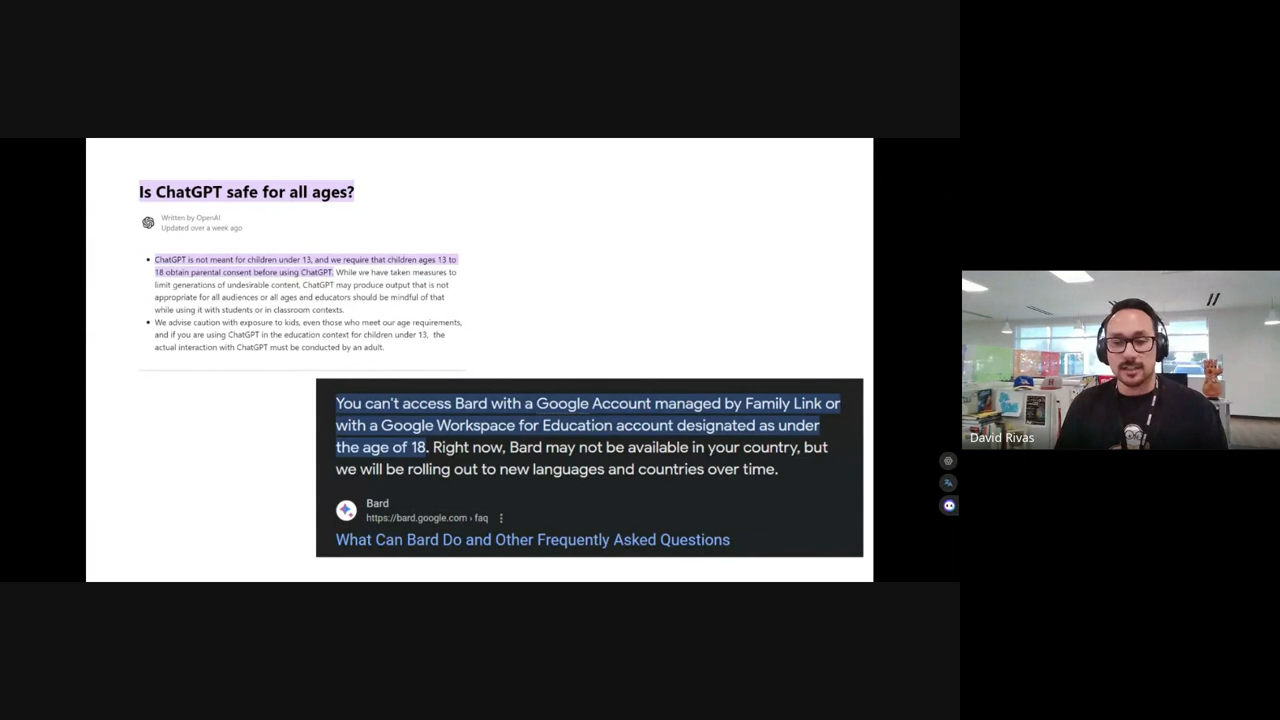 Is ChatGPT safe for all ages?
Written by OpenAI
Updated over a week ago
• ChatGPT is not meant for children under 13, and we require that children ages 13 to
18 obtain parental consent before using ChatGPT. While we have taken measures to
limit generations of undesirable content, ChatGPT may produce output that is not
appropriate for all audiences or all ages and educators should be mindful of that
while using it with students or in classroom contexts.
• We advise caution with exposure to kids, even those who meet our age requirements,
and if you are using ChatGPT in the education context for children under 13, the
actual interaction with ChatGPT must be conducted by an adult.
You can't access Bard with a Google Account managed by Family Link or
with a Google Workspace for Education account designated as under
the age of 18. Right now, Bard may not be available in your country, but
we will be rolling out to new languages and countries over time.
Bard
https://bard.google.com › faq
What Can Bard Do and Other Frequently Asked Questions
David Rivas